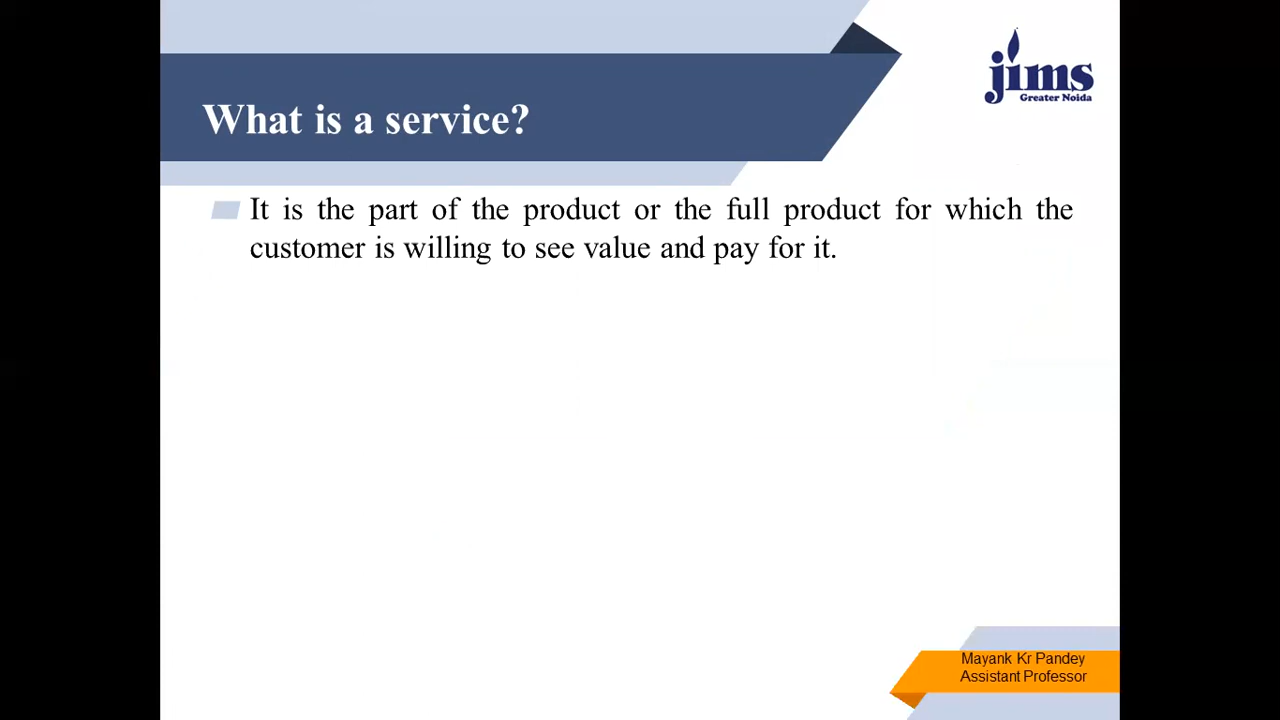 jims
Greater Noida
What is a service?
It is the part of the product or the full product for which the
customer is willing to see value and pay for it.
Mayank Kr Pandey
Assistant Professor